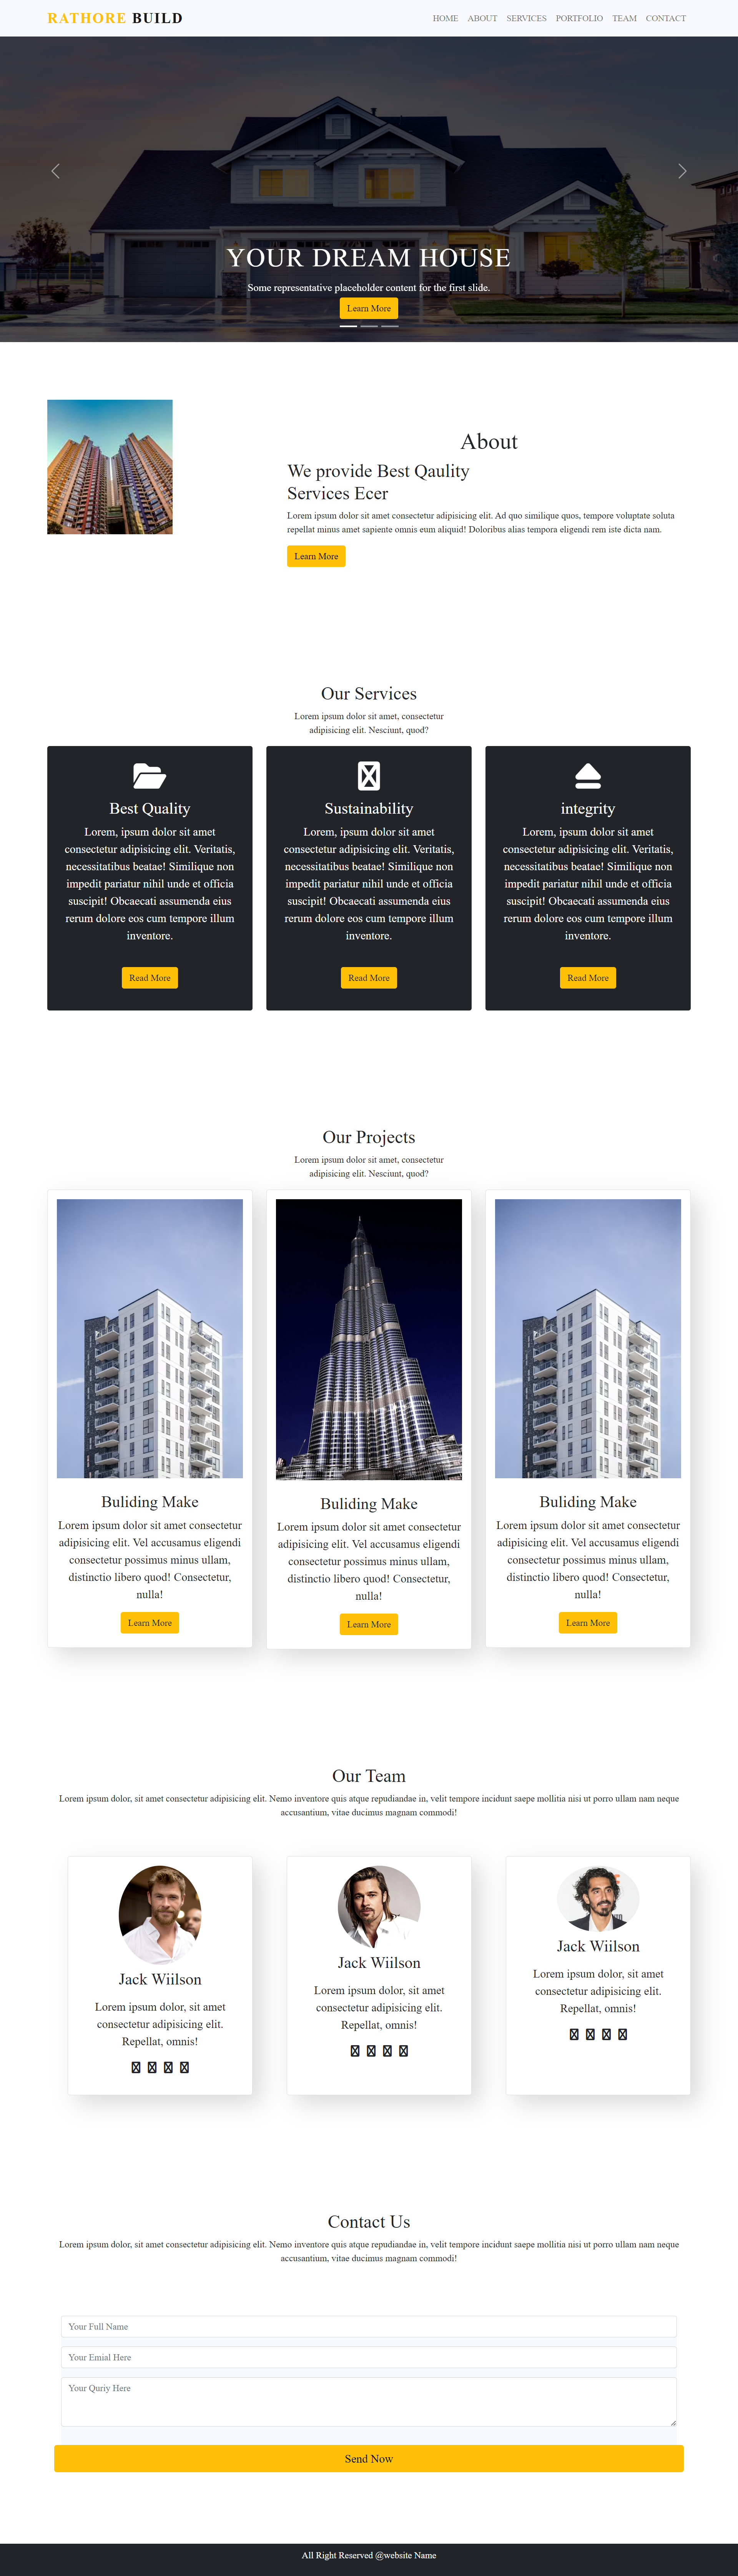 RATHORE BUILD
HOME ABOUT SERVICES PORTFOLIO TEAM CONTACT
YOUR DREAM HOUSE
Some representative placeholder content for the first slide.
Learn More
About
We provide Best Qaulity
Services Ecer
Lorem ipsum dolor sit amet consectetur adipisicing elit. Ad quo similique quos, tempore voluptate soluta
repellat minus amet sapiente omnis eum aliquid! Doloribus alias tempora eligendi rem iste dicta nam.
Learn More
Our Services
Lorem ipsum dolor sit amet, consectetur
adipisicing elit. Nesciunt, quod?
Best Quality
Lorem, ipsum dolor sit amet
consectetur adipisicing elit. Veritatis,
necessitatibus beatae! Similique non
impedit pariatur nihil unde et officia
suscipit! Obcaecati assumenda eius
rerum dolore eos cum tempore illum
inventore.
Read More
Sustainability
Lorem, ipsum dolor sit amet
consectetur adipisicing elit. Veritatis,
necessitatibus beatae! Similique non
impedit pariatur nihil unde et officia
suscipit! Obcaecati assumenda eius
rerum dolore eos cum tempore illum
inventore.
Read More
integrity
Lorem, ipsum dolor sit amet
consectetur adipisicing elit. Veritatis,
necessitatibus beatae! Similique non
impedit pariatur nihil unde et officia
suscipit! Obcaecati assumenda eius
rerum dolore eos cum tempore illum
inventore.
Read More
Our Projects
Lorem ipsum dolor sit amet, consectetur
adipisicing elit. Nesciunt, quod?
Buliding Make
Lorem ipsum dolor sit amet consectetur
adipisicing elit. Vel accusamus eligendi
consectetur possimus minus ullam,
distinctio libero quod! Consectetur,
nulla!
Learn More
Buliding Make
Lorem ipsum dolor sit amet consectetur
adipisicing elit. Vel accusamus eligendi
consectetur possimus minus ullam,
distinctio libero quod! Consectetur,
nulla!
Learn More
Buliding Make
Lorem ipsum dolor sit amet consectetur
adipisicing elit. Vel accusamus eligendi
consectetur possimus minus ullam,
distinctio libero quod! Consectetur,
nulla!
Learn More
Our Team
Lorem ipsum dolor, sit amet consectetur adipisicing elit. Nemo inventore quis atque repudiandae in, velit tempore incidunt saepe mollitia nisi ut porro ullam nam neque
accusantium, vitae ducimus magnam commodi!
Jack Wiilson
Lorem ipsum dolor, sit amet
consectetur adipisicing elit.
Repellat, omnis!
Jack Wiilson
Lorem ipsum dolor, sit amet
consectetur adipisicing elit.
Repellat, omnis!
Jack Wiilson
Lorem ipsum dolor, sit amet
consectetur adipisicing elit.
Repellat, omnis!
Contact Us
Lorem ipsum dolor, sit amet consectetur adipisicing elit. Nemo inventore quis atque repudiandae in, velit tempore incidunt saepe mollitia nisi ut porro ullam nam neque
accusantium, vitae ducimus magnam commodi!
Your Full Name
Your Emial Here
Your Quriy Here
Send Now
All Right Reserved @website Name